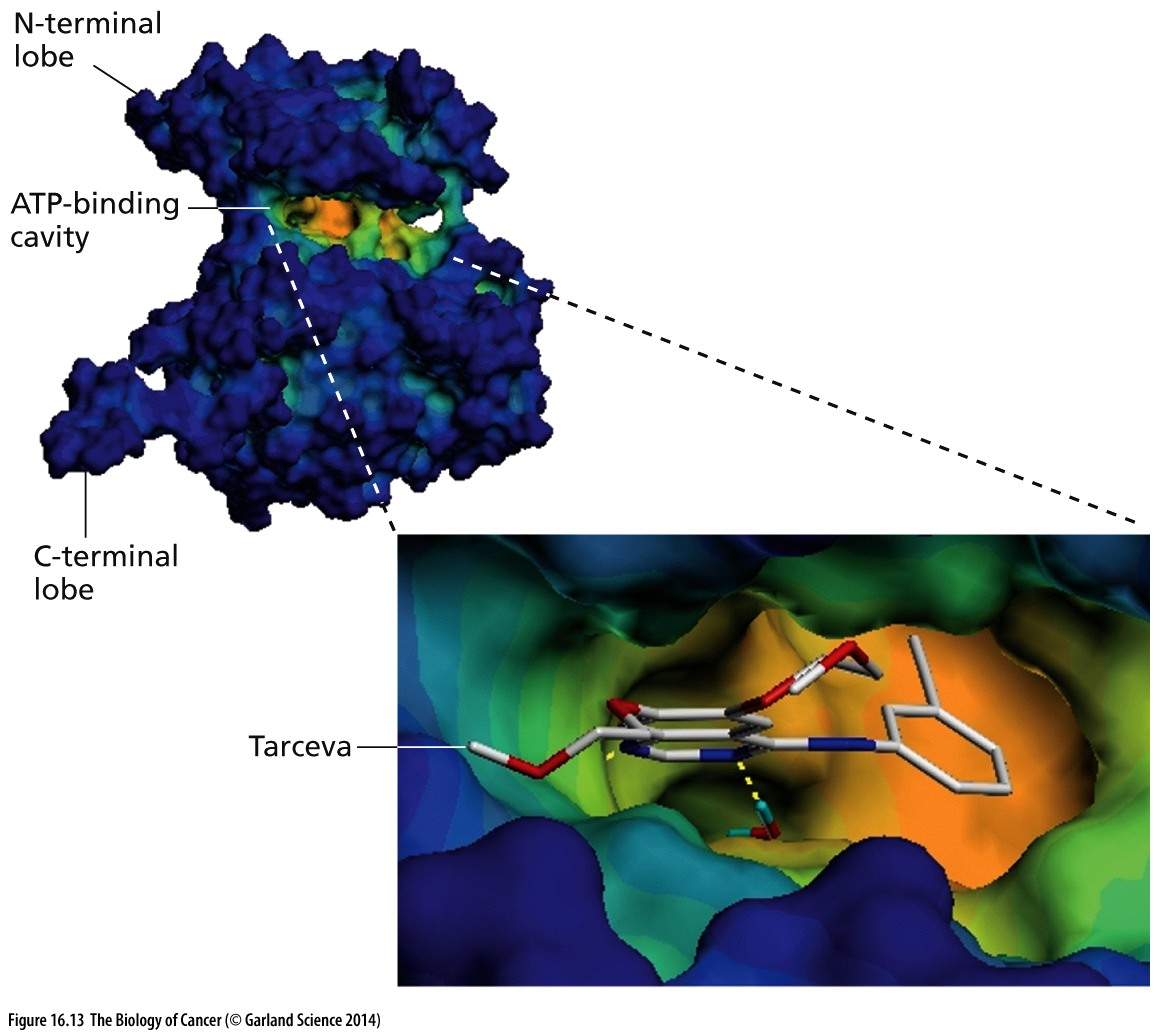 N-terminal
lobe
ATP-binding
cavity
C-terminal
lobe
Tarceva
Figure 16.13 The Biology of Cancer (© Garland Science 2014)